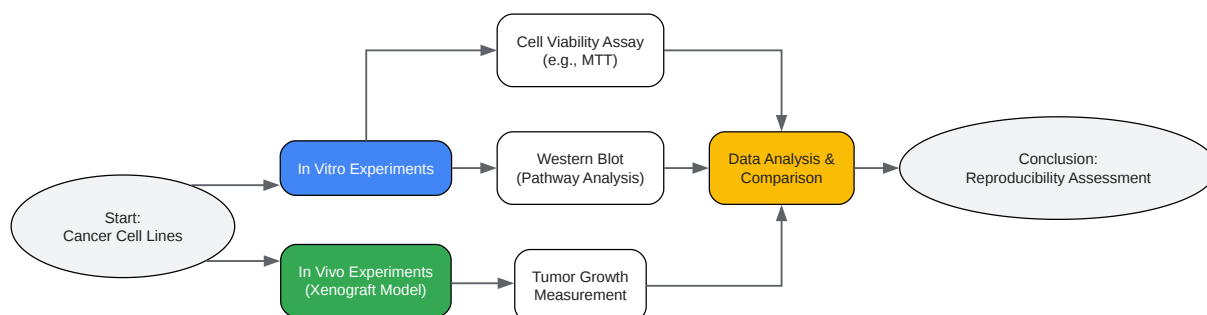 Cell Viability Assay
(e.g., MTT)
In Vitro Experiments
Western Blot
(Pathway Analysis)
Data Analysis &
Comparison
Conclusion:
Reproducibility Assessment
Start:
Cancer Cell Lines
In Vivo Experiments
(Xenograft Model)
Tumor Growth
Measurement